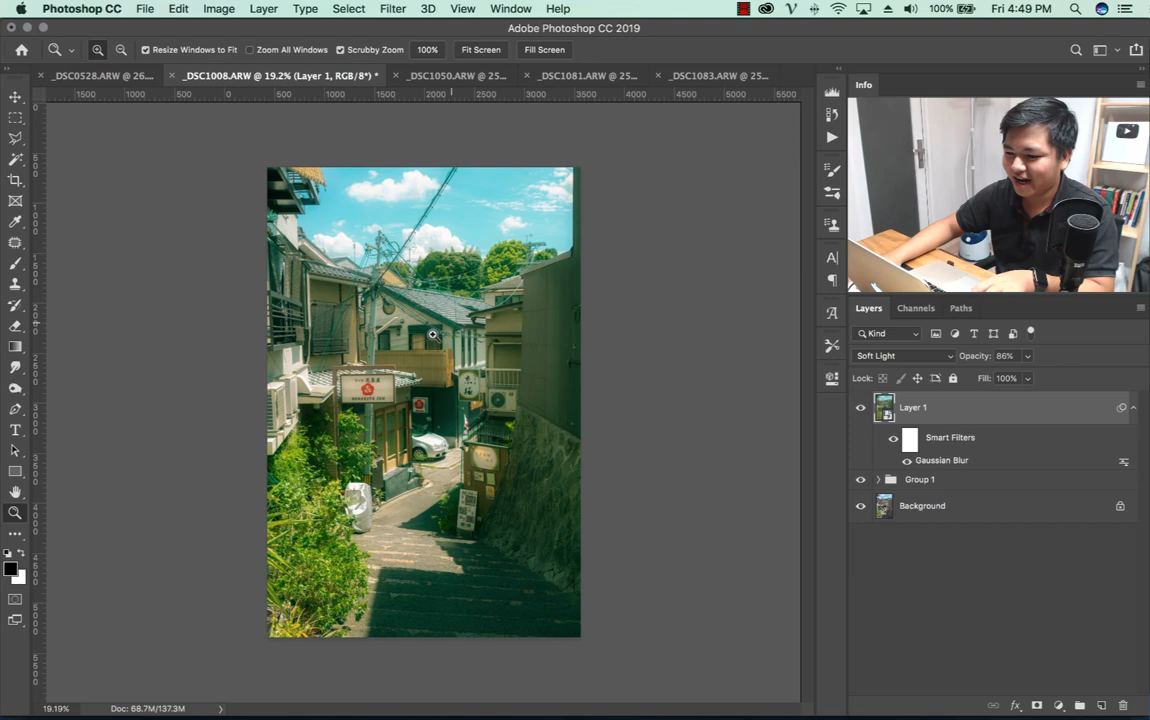 Photoshop CC File Edit Image Layer Type Select Filter 3D View Window Help 100% Fri 4:49 PM
Adobe Photoshop CC 2019
Resize Windows to Fit Zoom All Windows Scrubby Zoom 100% Fit Screen Fill Screen
_DSC0528.ARW @ 26.... _DSC1008.ARW @ 19.2% (Layer 1, RGB/8*) * _DSC1050.ARW @ 25... _DSC1081.ARW @ 25... _DSC1083.ARW @ 25...
Info
1500 1000 500 0 500 1000 1500 2000 2500 3000 3500 4000 4500 5000 5500
Layers Channels Paths
Kind
Soft Light Opacity: 86%
Lock: Fill: 100%
Layer 1
Smart Filters
Gaussian Blur
Group 1
Background
19.19% Doc: 68.7M/137.3M